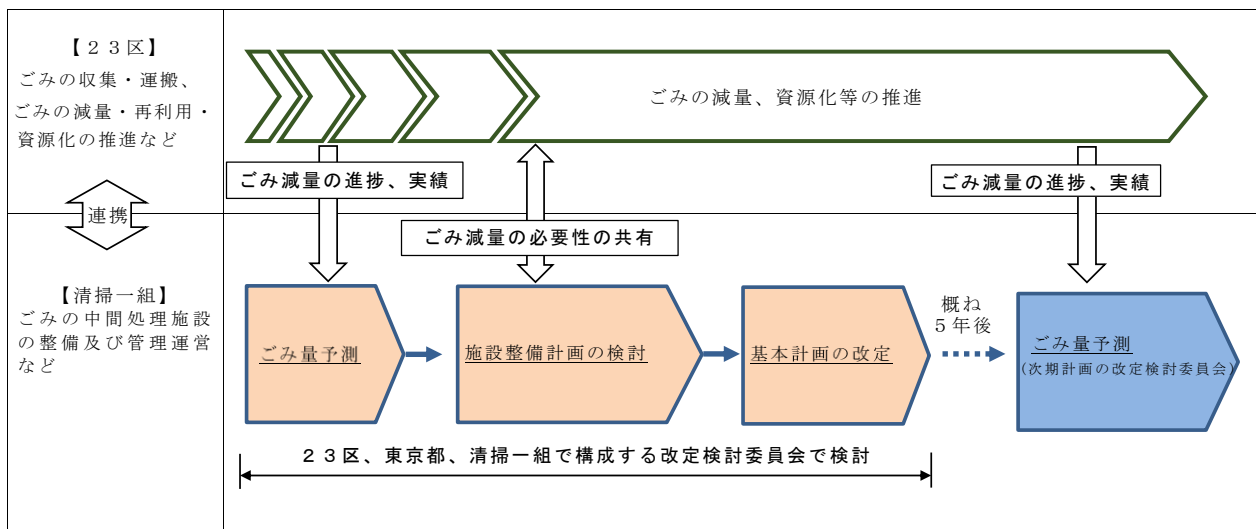 【２３区】
ごみの収集・運搬、
ごみの減量・再利用・
資源化の推進など
ごみの減量、資源化等の推進
ごみ減量の進捗、実績
ごみ減量の進捗、実績
連携
ごみ減量の必要性の共有
【清掃一組】
ごみの中間処理施設
の整備及び管理運営
など
ごみ量予測
施設整備計画の検討
基本計画の改定
概ね
５年後
ごみ量予測
(次期計画の改定検討委員会)
２３区、東京都、清掃一組で構成する改定検討委員会で検討